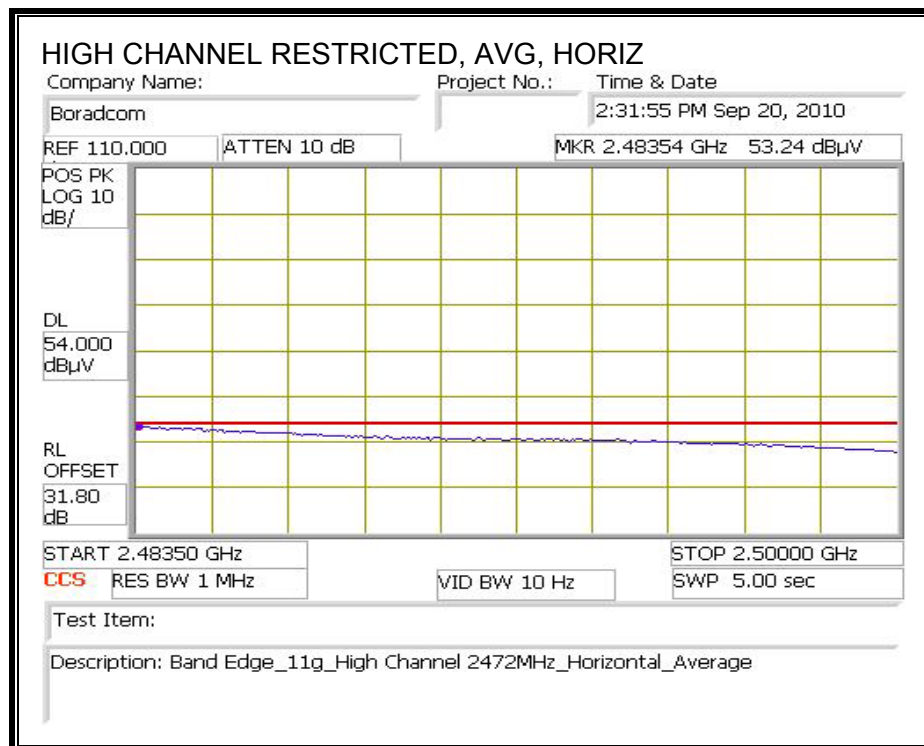 HIGH CHANNEL RESTRICTED, AVG, HORIZ
Company Name: Project No.: Time & Date
Boradcom 2:31:55 PM Sep 20, 2010
REF 110.000 ATTEN 10 dB MKR 2.48354 GHz 53.24 dBµV
POS PK
LOG 10
dB/
DL
54.000
dBµV
RL
OFFSET
31.80
dB
START 2.48350 GHz STOP 2.50000 GHz
CCS RES BW 1 MHz VID BW 10 Hz SWP 5.00 sec
Test Item:
Description: Band Edge_11g_High Channel 2472MHz_Horizontal_Average